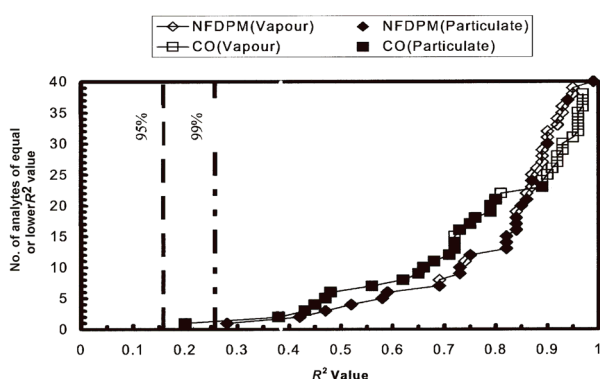 NFDPM(Vapour) NFDPM(Particulate)
CO(Vapour) CO(Particulate)
No. of analytes of equal
or lower R² value
40
35
30
25
20
15
10
5
0
95%
99%
0 0.2 0.3 0.4 0.5 0.6 0.7 0.8 0.9 1
R² Value